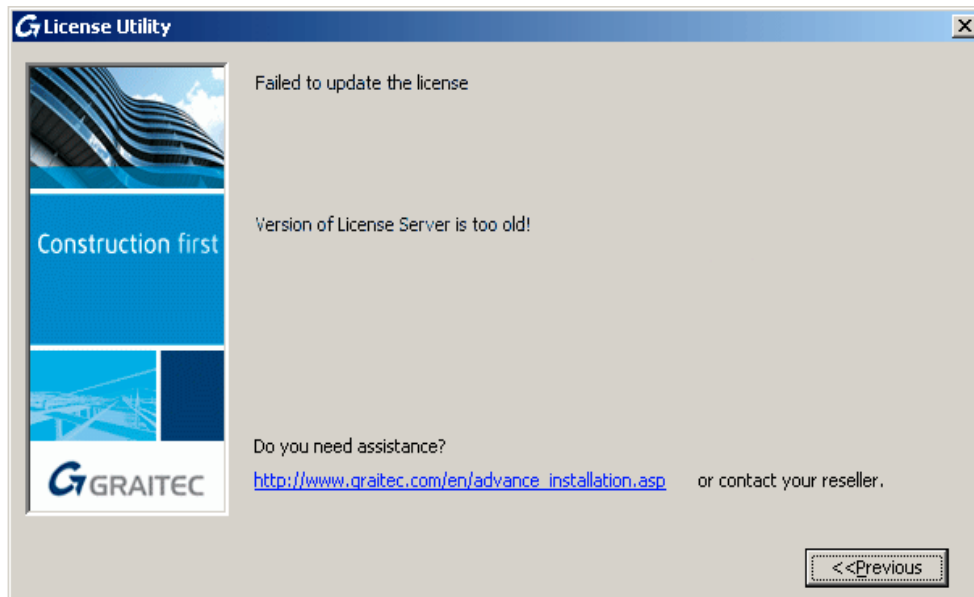 License Utility
Failed to update the license
Version of License Server is too old!
Construction first
Do you need assistance?
http://www.graitec.com/en/advance_installation.asp or contact your reseller.
GRAITEC
<<Previous